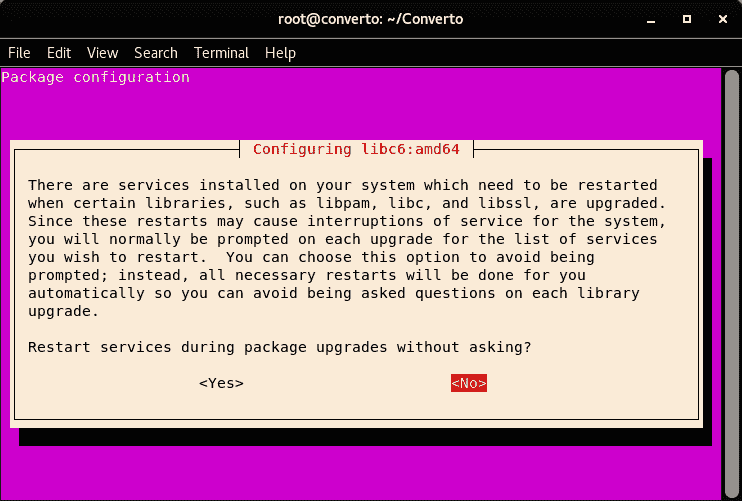 root@converto: ~/Converto
File Edit View Search Terminal Help
Package configuration
Configuring libc6:amd64
There are services installed on your system which need to be restarted
when certain libraries, such as libpam, libc, and libssl, are upgraded.
Since these restarts may cause interruptions of service for the system,
you will normally be prompted on each upgrade for the list of services
you wish to restart.  You can choose this option to avoid being
prompted; instead, all necessary restarts will be done for you
automatically so you can avoid being asked questions on each library
upgrade.
Restart services during package upgrades without asking?
<Yes> <No>